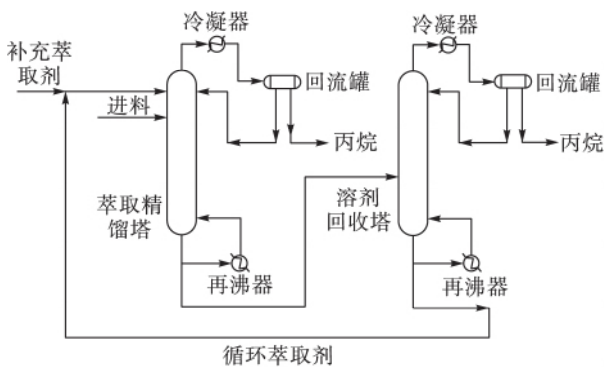 冷凝器
冷凝器
补充萃
取剂
回流罐
回流罐
进料
丙烷
丙烷
萃取精
馏塔
溶剂
回收塔
再沸器
再沸器
循环萃取剂